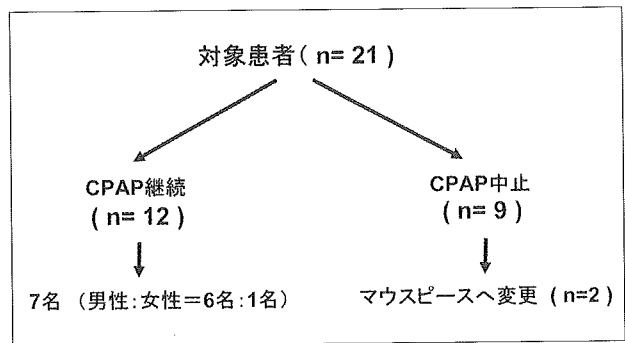 対象患者( n= 21 )
CPAP継続
( n= 12 )
CPAP中止
( n= 9 )
7名 (男性:女性=6名:1名)
マウスピースへ変更 ( n=2 )